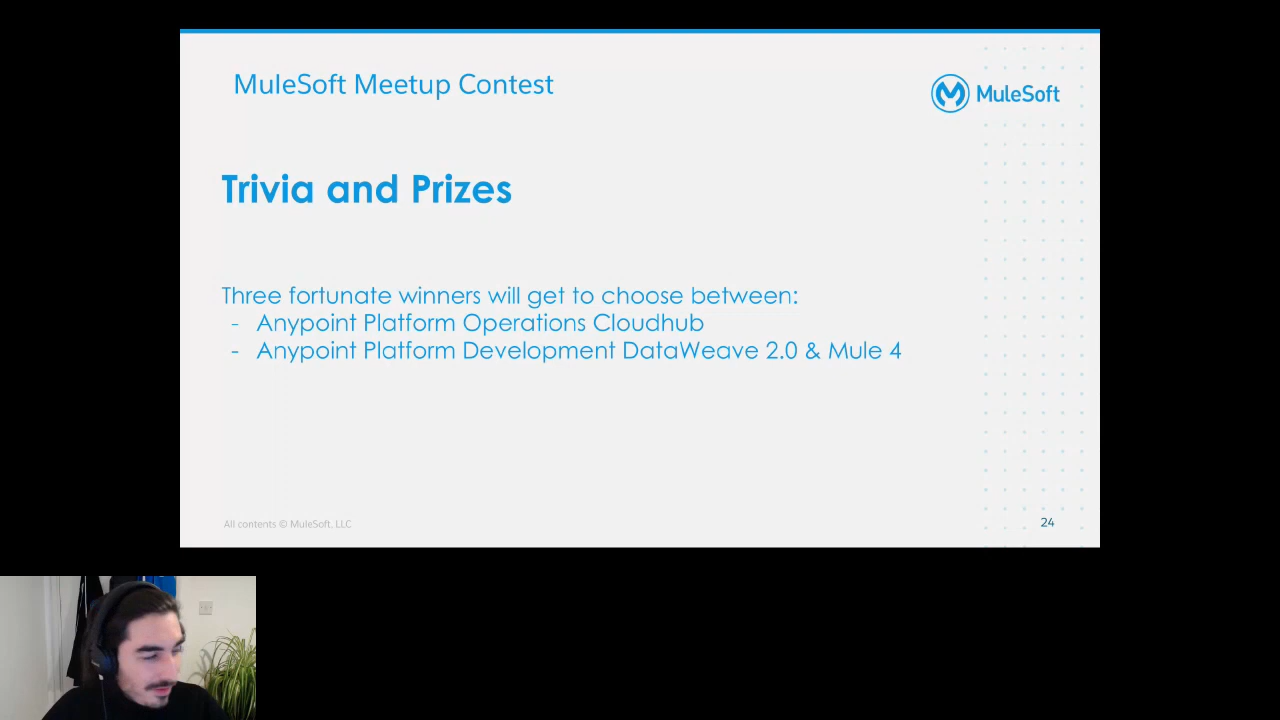 MuleSoft Meetup Contest
MuleSoft
Trivia and Prizes
Three fortunate winners will get to choose between:
- Anypoint Platform Operations Cloudhub
- Anypoint Platform Development DataWeave 2.0 & Mule 4
All contents © MuleSoft, LLC
24